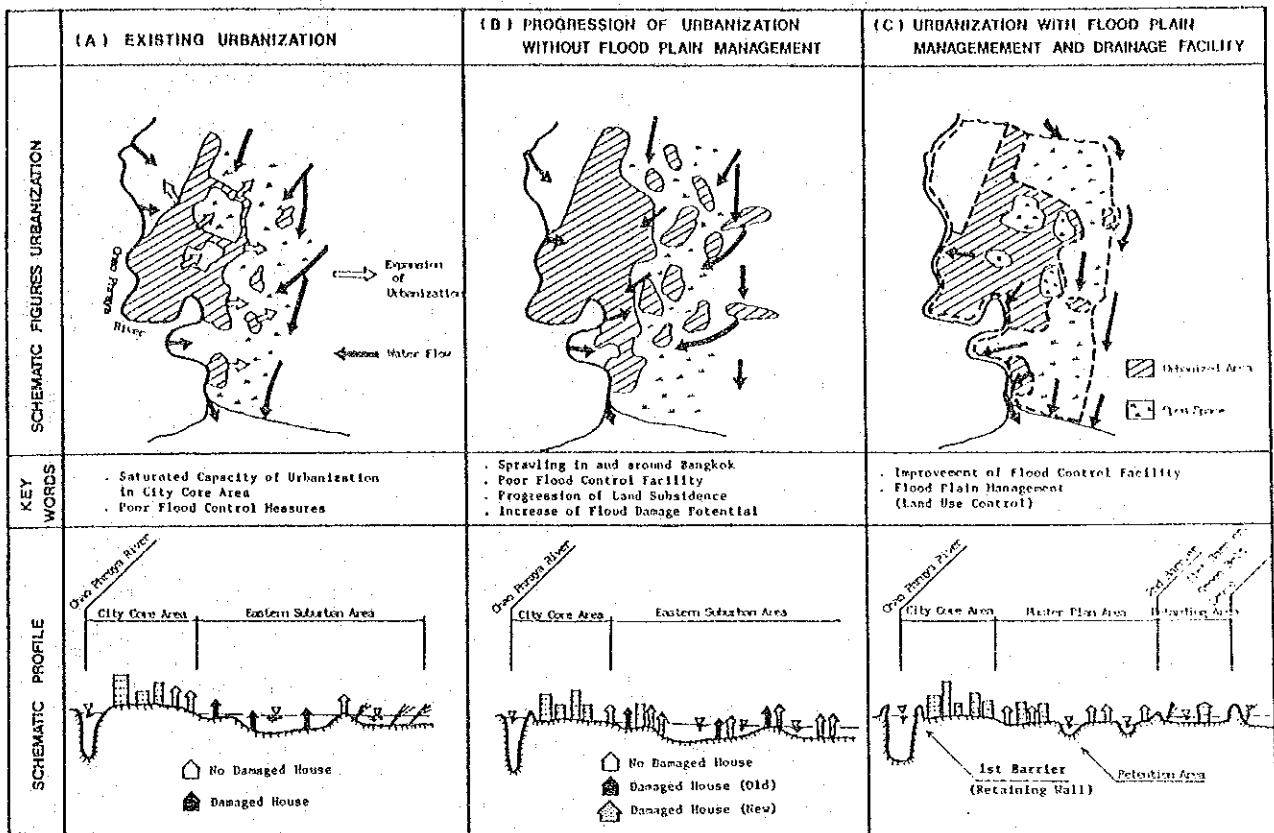 (A) EXISTING URBANIZATION
(B) PROGRESSION OF URBANIZATION
WITHOUT FLOOD PLAIN MANAGEMENT
(C) URBANIZATION WITH FLOOD PLAIN
MANAGEMEMENT AND DRAINAGE FACILITY
SCHEMATIC FIGURES URBANIZATION
Chao Phraya
River
Expansion
of
Urbanization
Water Flow
Urbanized Area
Open Space
KEY
WORDS
. Saturated Capacity of Urbanization
in City Core Area
. Poor Flood Control Measures
. Sprawling in and around Bangkok
. Poor Flood Control Facility
. Progression of Land Subsidence
. Increase of Flood Damage Potential
. Improvement of Flood Control Facility
. Flood Plain Management
(Land Use Control)
SCHEMATIC PROFILE
Chao Phraya River
City Core Area
Eastern Suburban Area
No Damaged House
Damaged House
Chao Phraya River
City Core Area
Eastern Suburban Area
No Damaged House
Damaged House (Old)
Damaged House (New)
Chao Phraya River
City Core Area
Master Plan Area
2nd Barrier
Retarding Area
1st Barrier
(Retaining Wall)
Retention Area